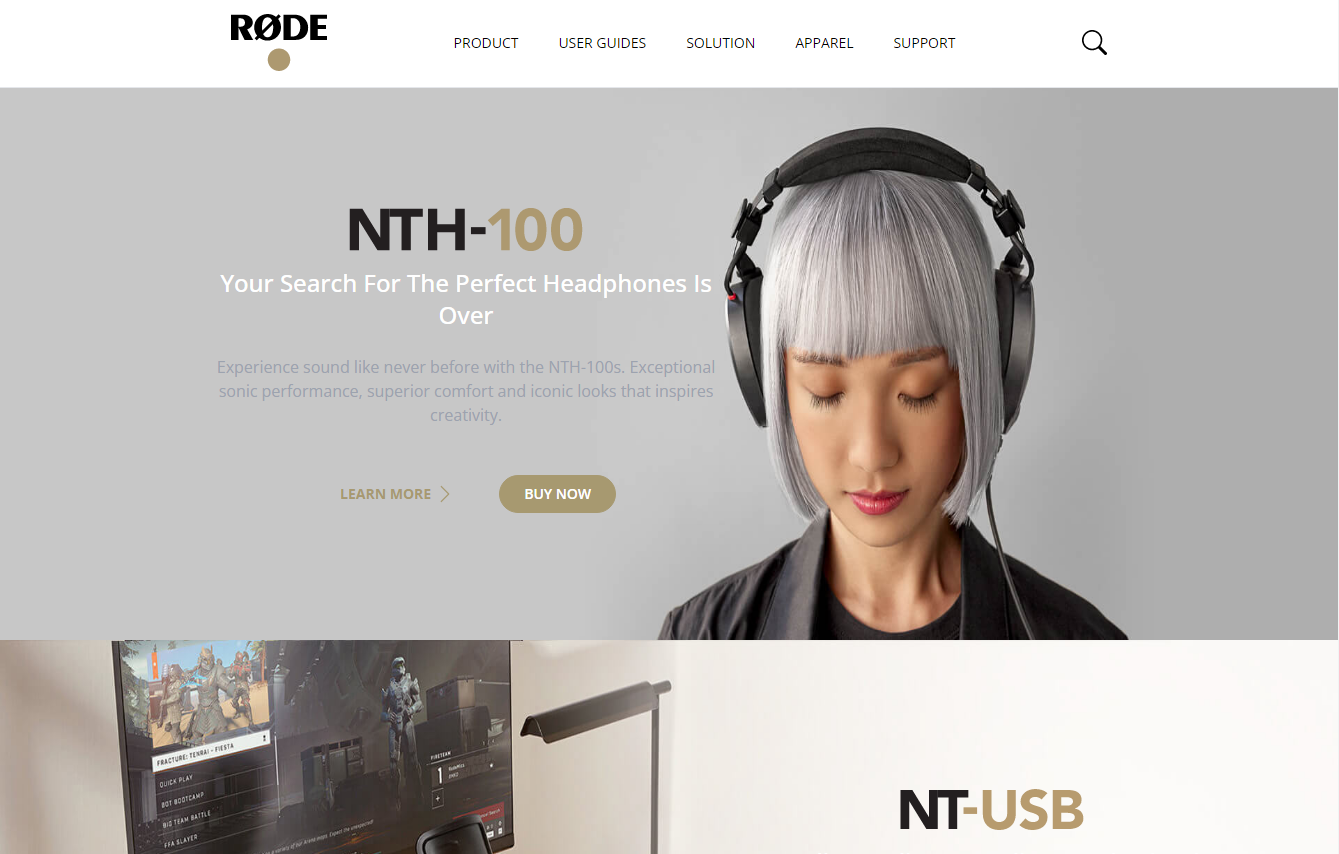 RØDE
PRODUCT
USER GUIDES
SOLUTION
APPAREL
SUPPORT
NTH-100
Your Search For The Perfect Headphones Is
Over
Experience sound like never before with the NTH-100s. Exceptional
sonic performance, superior comfort and iconic looks that inspires
creativity.
LEARN MORE
BUY NOW
FRACTURE: TENRAI - FIESTA
QUICK PLAY
BOT BOOTCAMP
BIG TEAM BATTLE
FFA SLAYER
FIRETEAM
1
NT-USB